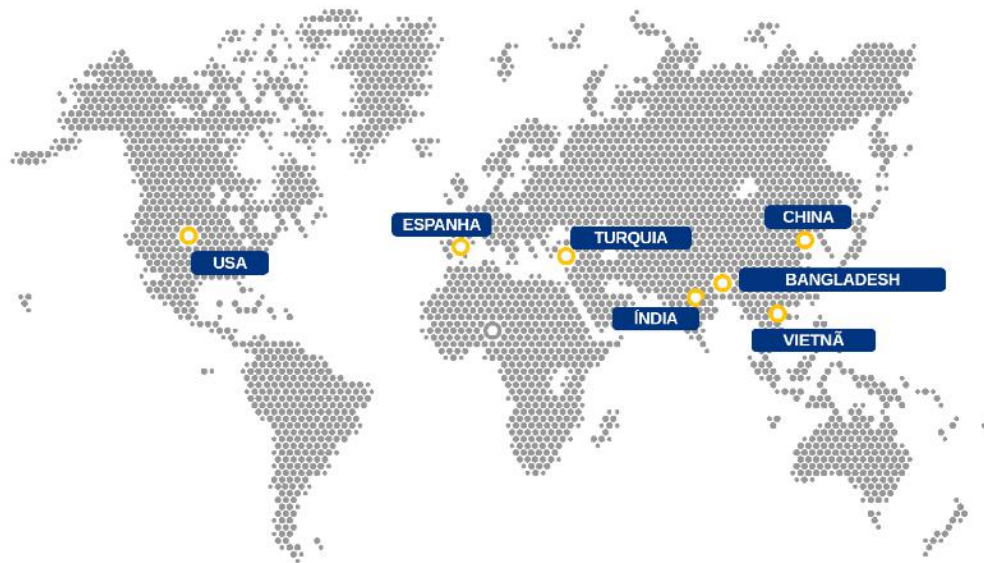 CHINA
ESPANHA
TURQUIA
USA
BANGLADESH
ÍNDIA
VIETNÃ